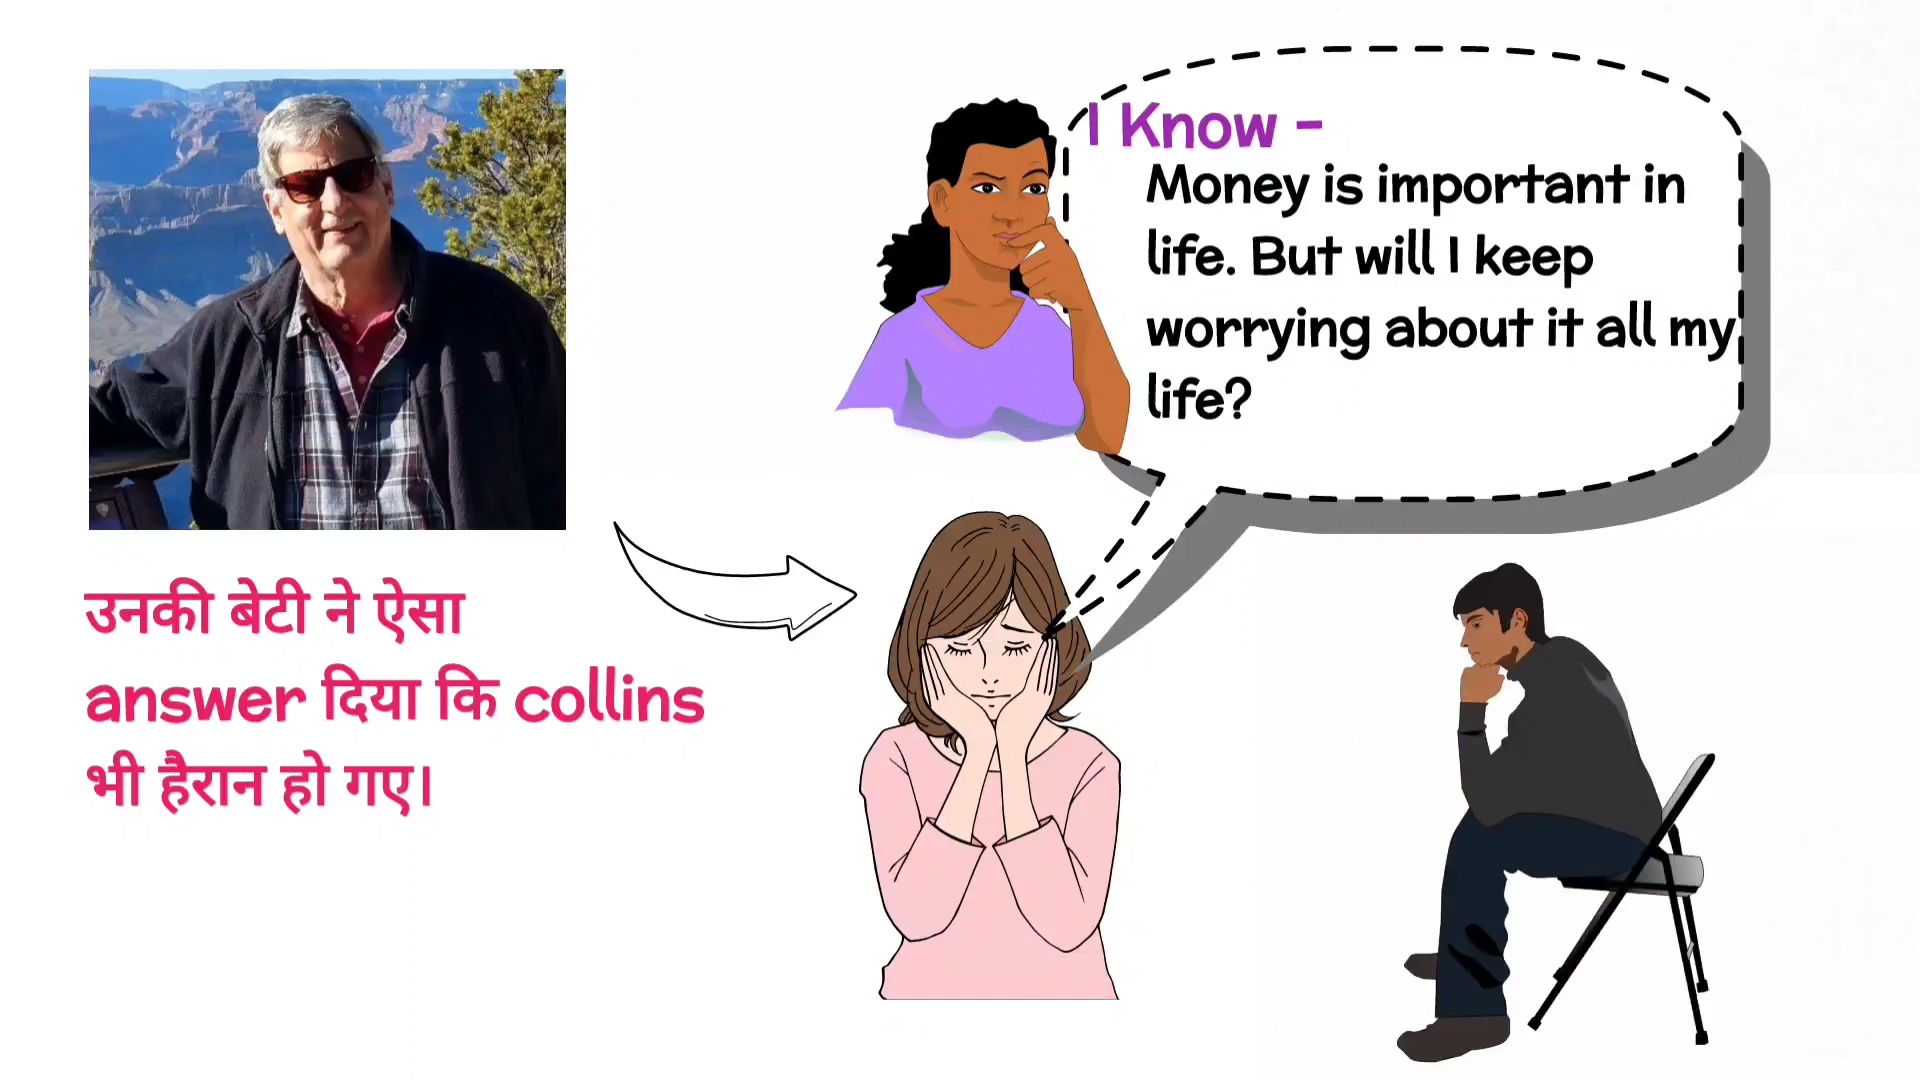 I Know -
Money is important in
life. But will I keep
worrying about it all my
life?
उनकी बेटी ने ऐसा
answer दिया कि collins
भी हैरान हो गए।